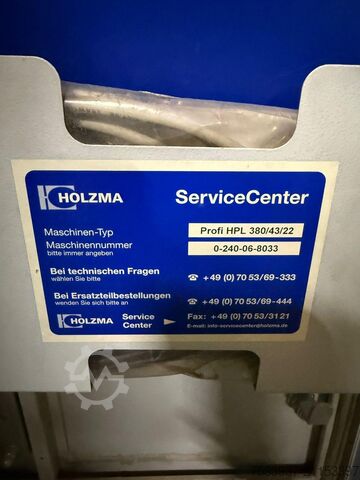 HOLZMA ServiceCenter
Maschinen-Typ Profi HPL 380/43/22
Maschinennummer 0-240-06-8033
bitte immer angeben
Bei technischen Fragen ☎ +49 (0) 70 53/69-333
wählen Sie bitte
Bei Ersatzteilbestellungen ☎ +49 (0) 70 53/69-444
wenden Sie sich bitte an
HOLZMA Service Center Fax: +49 (0) 70 53/31 21
E-mail: info-servicecenter@holzma.de